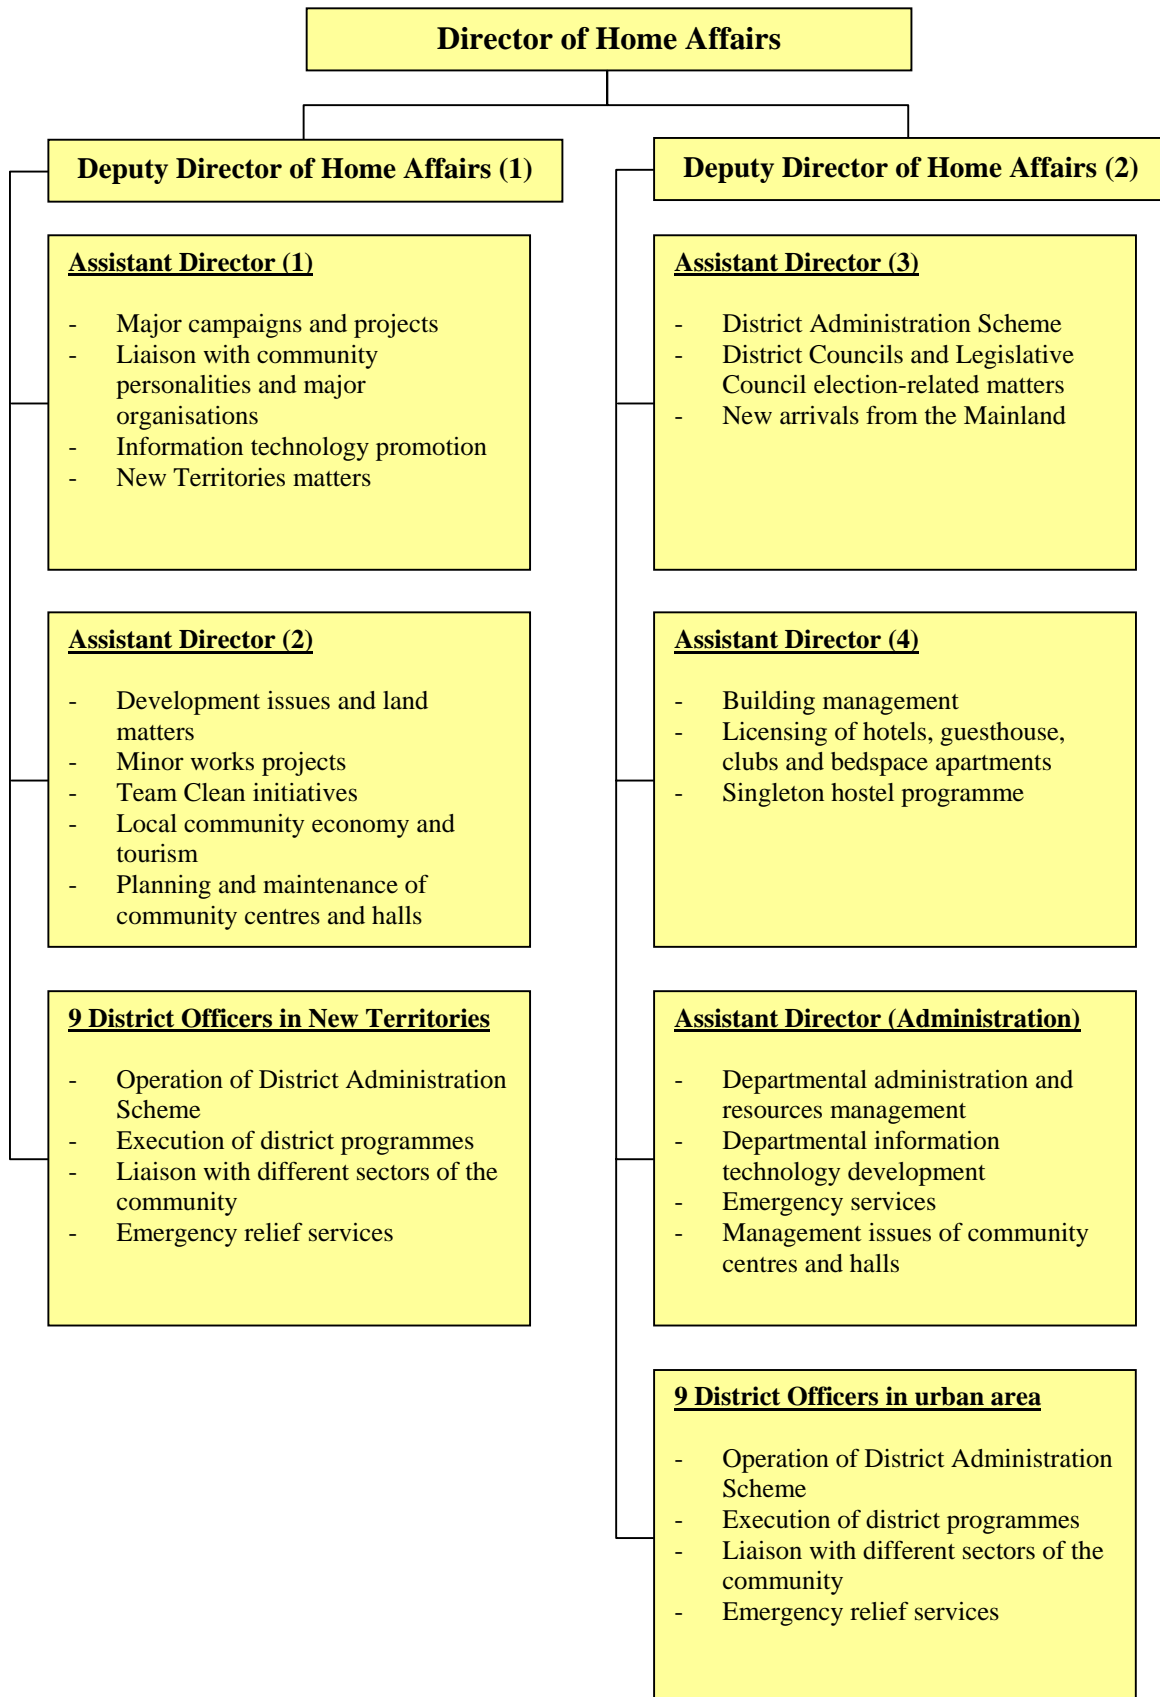 Director of Home Affairs
Deputy Director of Home Affairs (1)
Assistant Director (1)
- Major campaigns and projects
- Liaison with community
personalities and major
organisations
- Information technology promotion
- New Territories matters
Assistant Director (2)
- Development issues and land
matters
- Minor works projects
- Team Clean initiatives
- Local community economy and
tourism
- Planning and maintenance of
community centres and halls
9 District Officers in New Territories
- Operation of District Administration
Scheme
- Execution of district programmes
- Liaison with different sectors of the
community
- Emergency relief services
Deputy Director of Home Affairs (2)
Assistant Director (3)
- District Administration Scheme
- District Councils and Legislative
Council election-related matters
- New arrivals from the Mainland
Assistant Director (4)
- Building management
- Licensing of hotels, guesthouse,
clubs and bedspace apartments
- Singleton hostel programme
Assistant Director (Administration)
- Departmental administration and
resources management
- Departmental information
technology development
- Emergency services
- Management issues of community
centres and halls
9 District Officers in urban area
- Operation of District Administration
Scheme
- Execution of district programmes
- Liaison with different sectors of the
community
- Emergency relief services